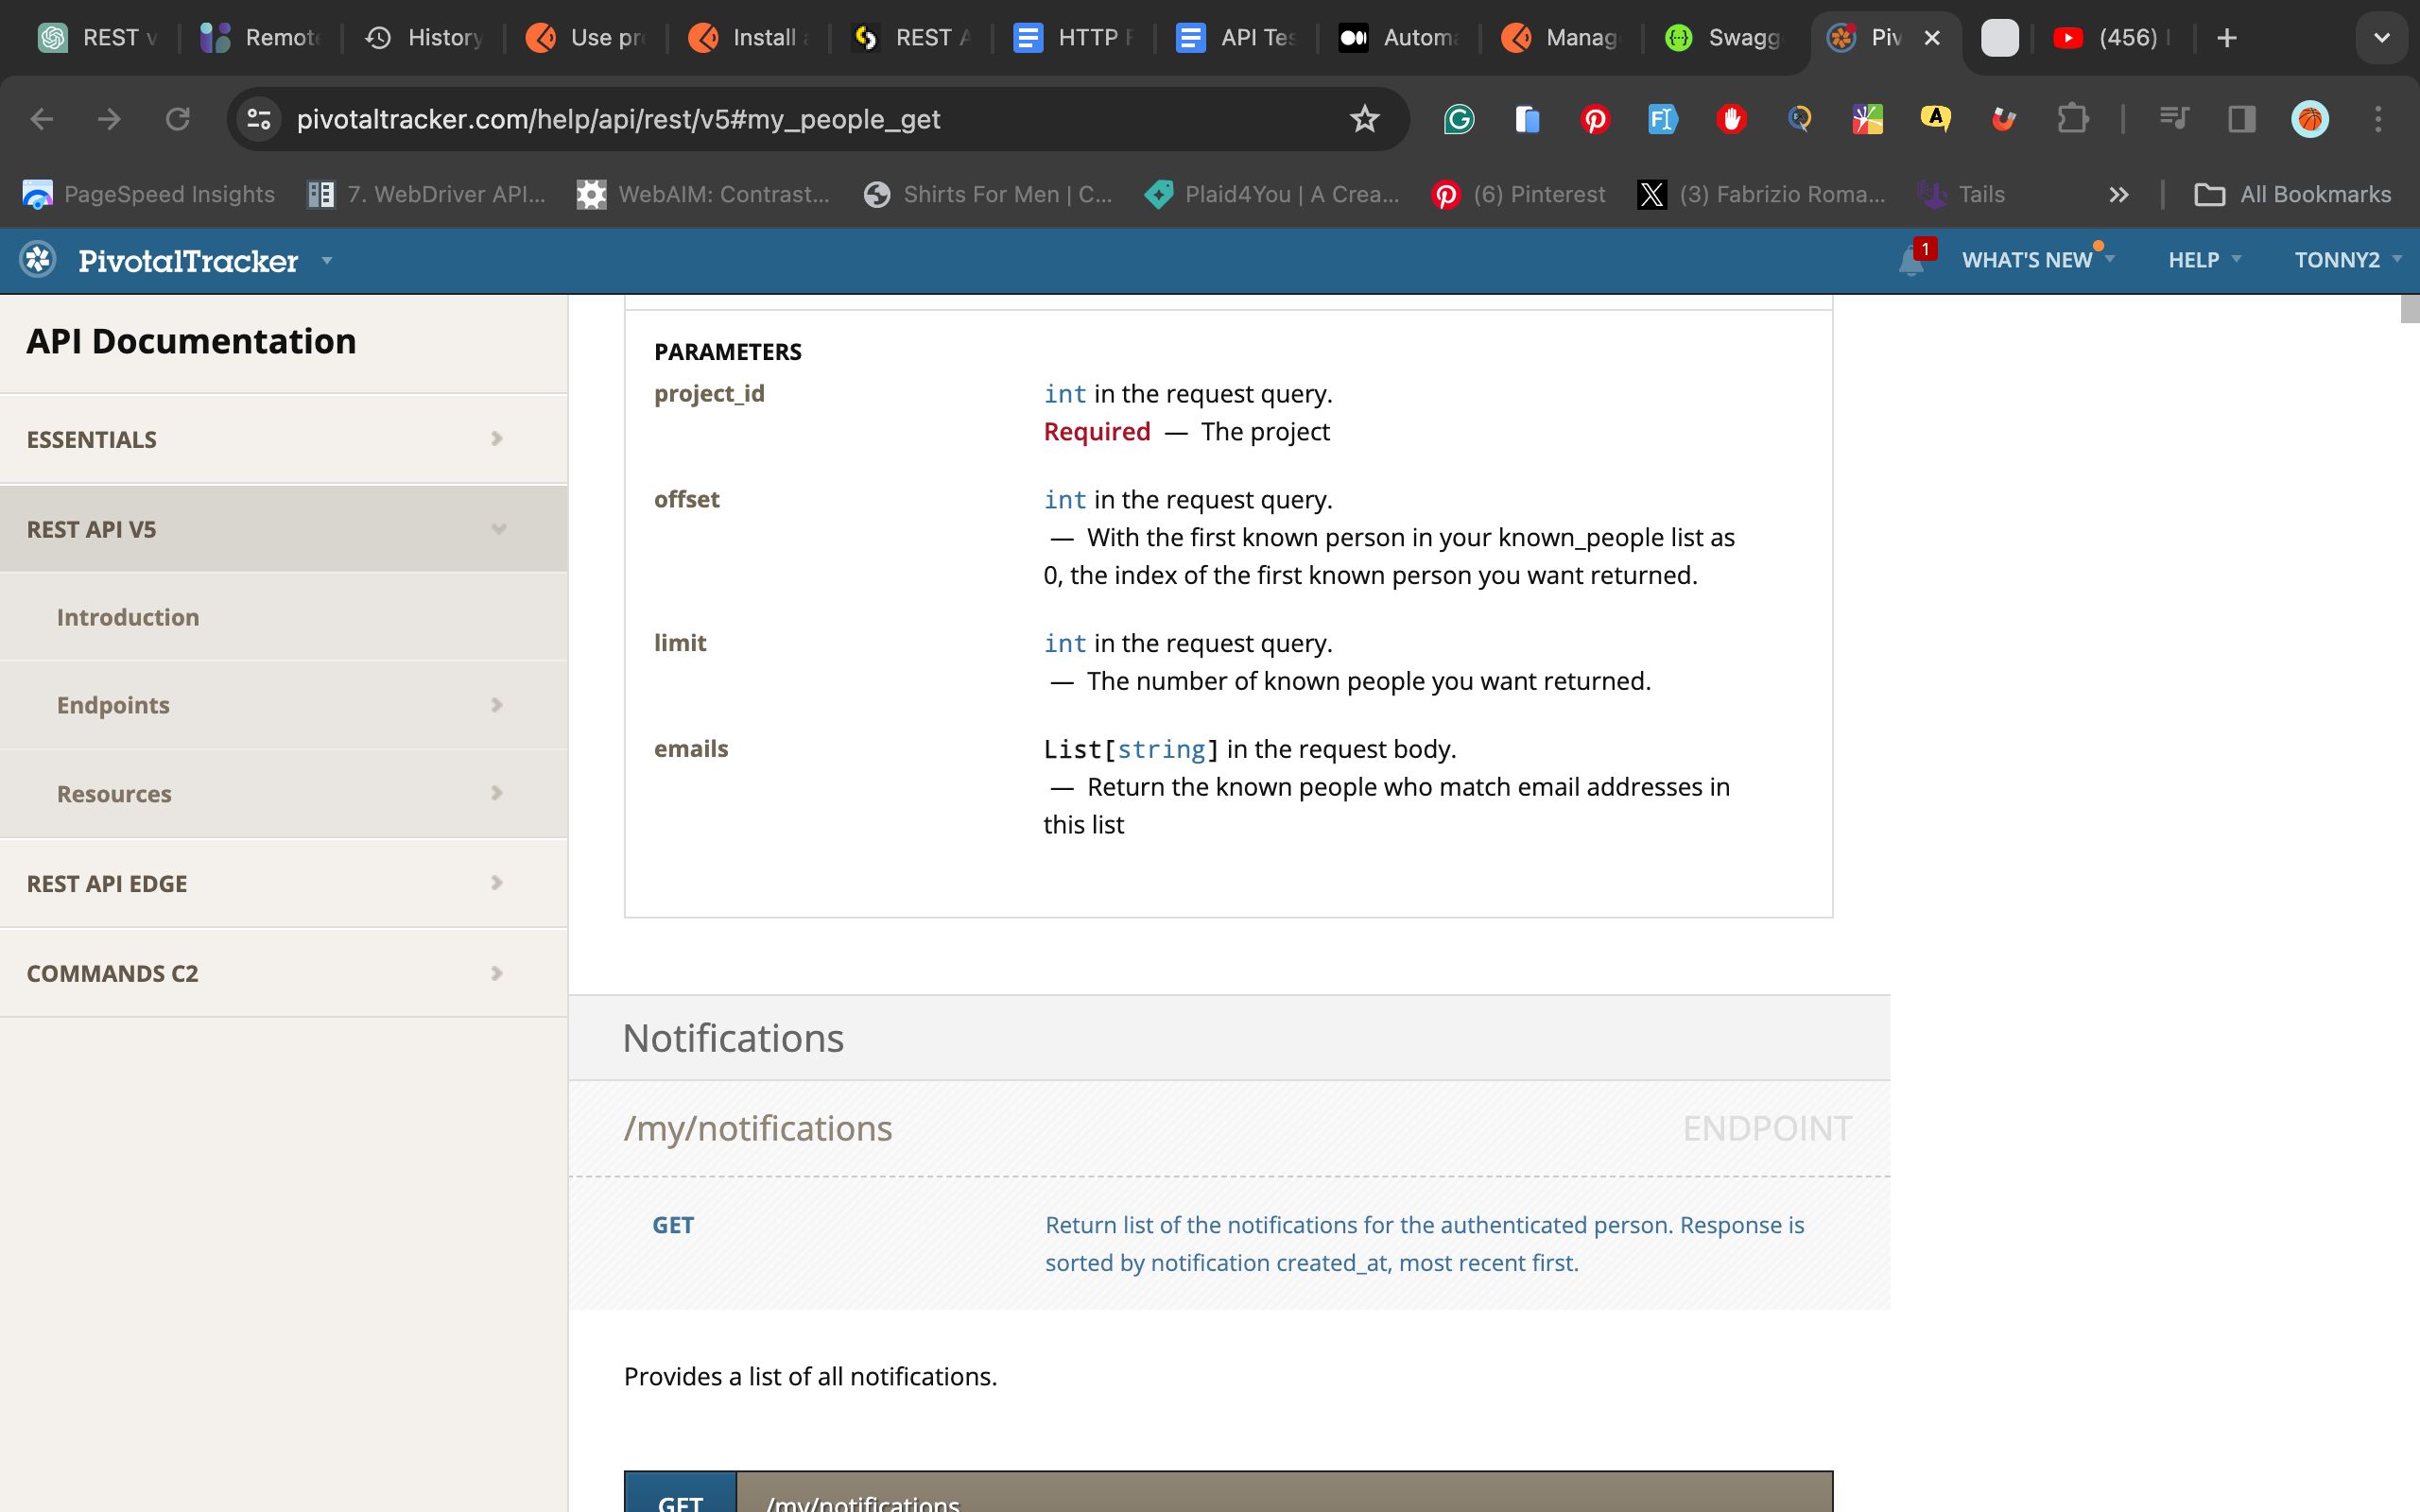 REST v
Remot
History
Use pr
Install
REST A
HTTP
API Tes
Autom
Manag
Swagg
Piv
(456)
pivotaltracker.com/help/api/rest/v5#my_people_get
PageSpeed Insights
7. WebDriver API...
WebAIM: Contrast...
Shirts For Men | C...
Plaid4You | A Crea...
(6) Pinterest
(3) Fabrizio Roma...
Tails
All Bookmarks
PivotalTracker
1
WHAT'S NEW
HELP
TONNY2
API Documentation
ESSENTIALS
REST API V5
Introduction
Endpoints
Resources
REST API EDGE
COMMANDS C2
PARAMETERS
project_id
int in the request query.
Required — The project
offset
int in the request query.
— With the first known person in your known_people list as
0, the index of the first known person you want returned.
limit
int in the request query.
— The number of known people you want returned.
emails
List[string] in the request body.
— Return the known people who match email addresses in
this list
Notifications
/my/notifications
ENDPOINT
GET
Return list of the notifications for the authenticated person. Response is
sorted by notification created_at, most recent first.
Provides a list of all notifications.
GET
/my/notifications